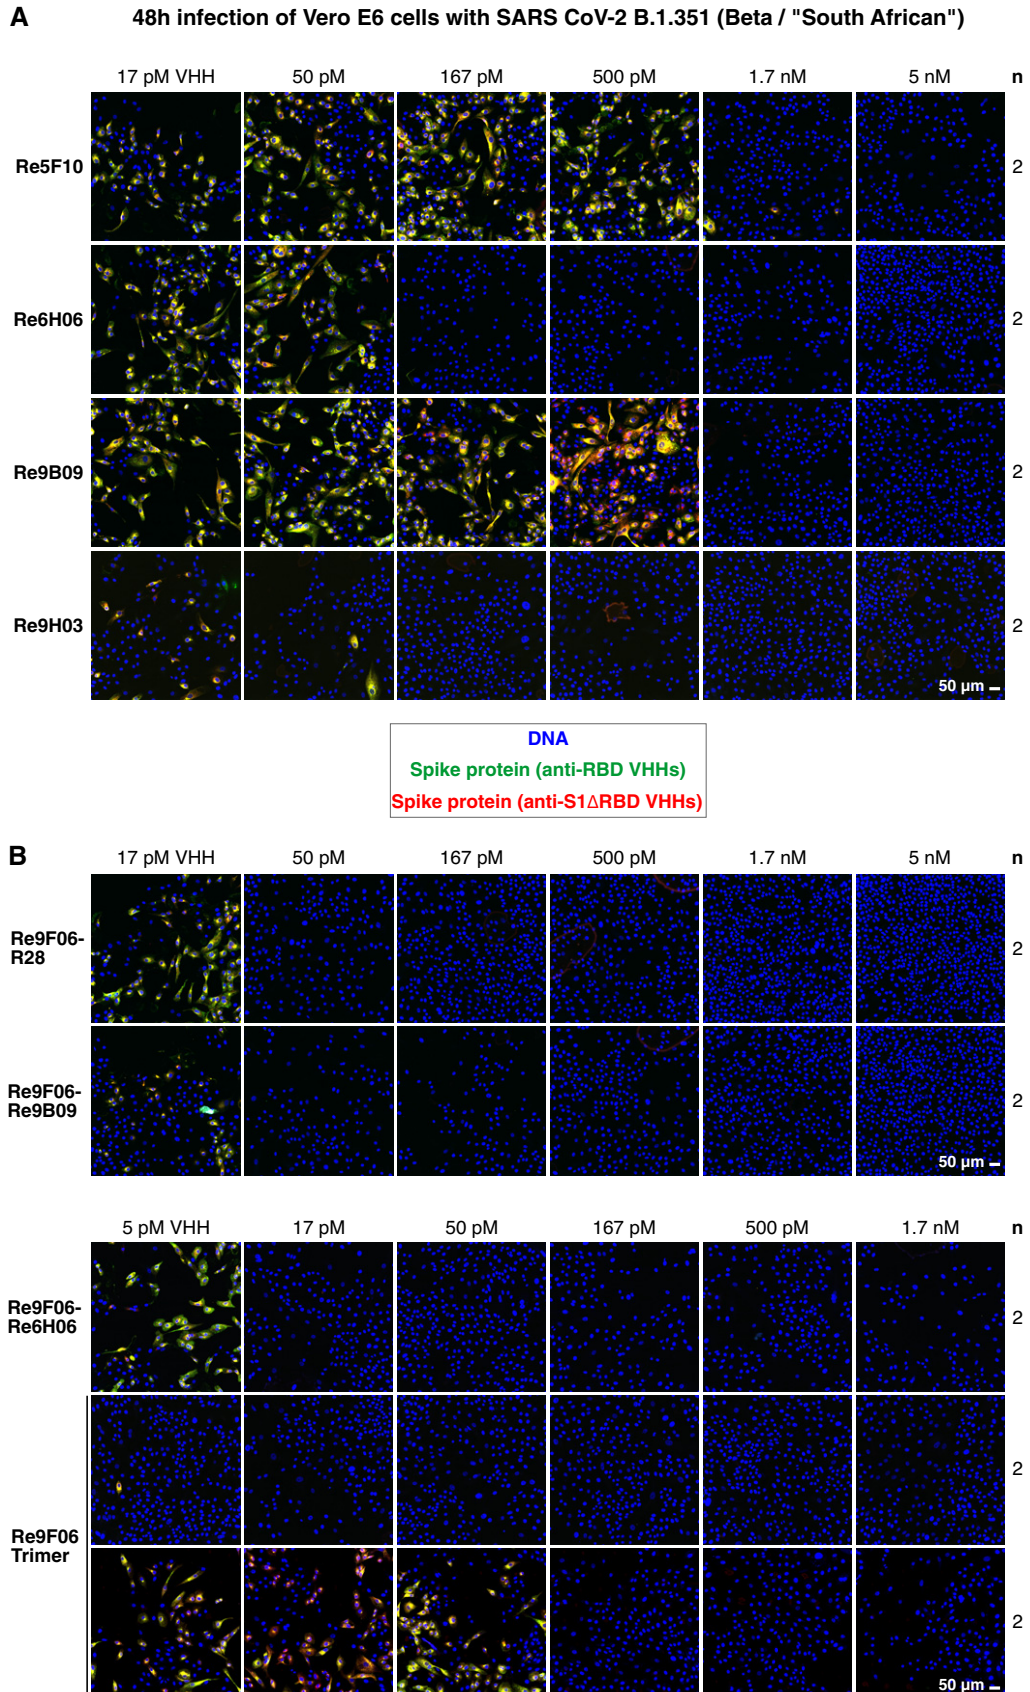 A 48h infection of Vero E6 cells with SARS CoV-2 B.1.351 (Beta / "South African")
17 pM VHH 50 pM 167 pM 500 pM 1.7 nM 5 nM n
Re5F10 2
Re6H06 2
Re9B09 2
Re9H03 2
50 µm
DNA
Spike protein (anti-RBD VHHs)
Spike protein (anti-S1ΔRBD VHHs)
B 17 pM VHH 50 pM 167 pM 500 pM 1.7 nM 5 nM n
Re9F06-
R28 2
Re9F06-
Re9B09 2
50 µm
5 pM VHH 17 pM 50 pM 167 pM 500 pM 1.7 nM n
Re9F06-
Re6H06 2
2
Re9F06
Trimer
2
50 µm